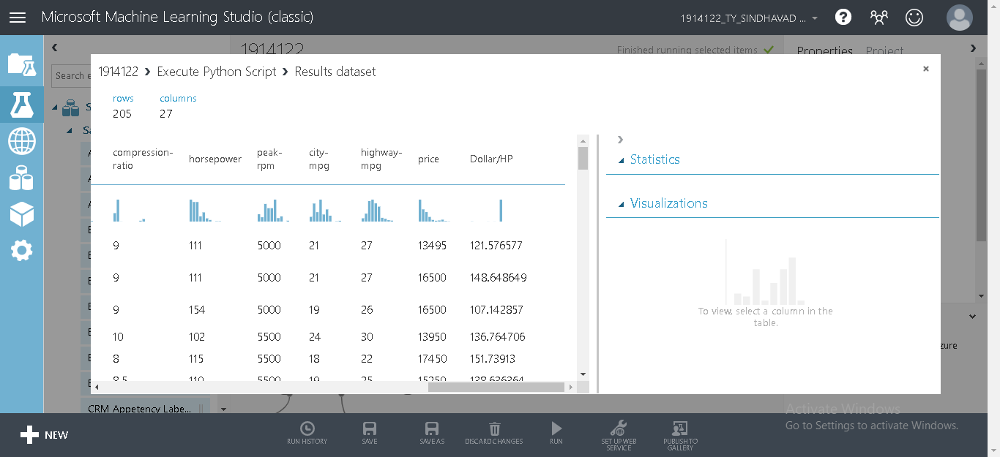 Microsoft Machine Learning Studio (classic)
1914122_TY_SINDHAVAD ...
1914122
Finished running selected items
Properties Project
Search e
1914122 > Execute Python Script > Results dataset
rows columns
205 27
compression-ratio horsepower peak-rpm city-mpg highway-mpg price Dollar/HP
9 111 5000 21 27 13495 121.576577
9 111 5000 21 27 16500 148.648649
9 154 5000 19 26 16500 107.142857
10 102 5500 24 30 13950 136.764706
8 115 5500 18 22 17450 151.73913
8.5 110 5500 19 25 15250 138.636364
Statistics
Visualizations
To view, select a column in the
table.
zure
CRM Appetency Labe...
Activate Windows
Go to Settings to activate Windows.
NEW
RUN HISTORY
SAVE
SAVE AS
DISCARD CHANGES
RUN
SET UP WEB
SERVICE
PUBLISH TO
GALLERY